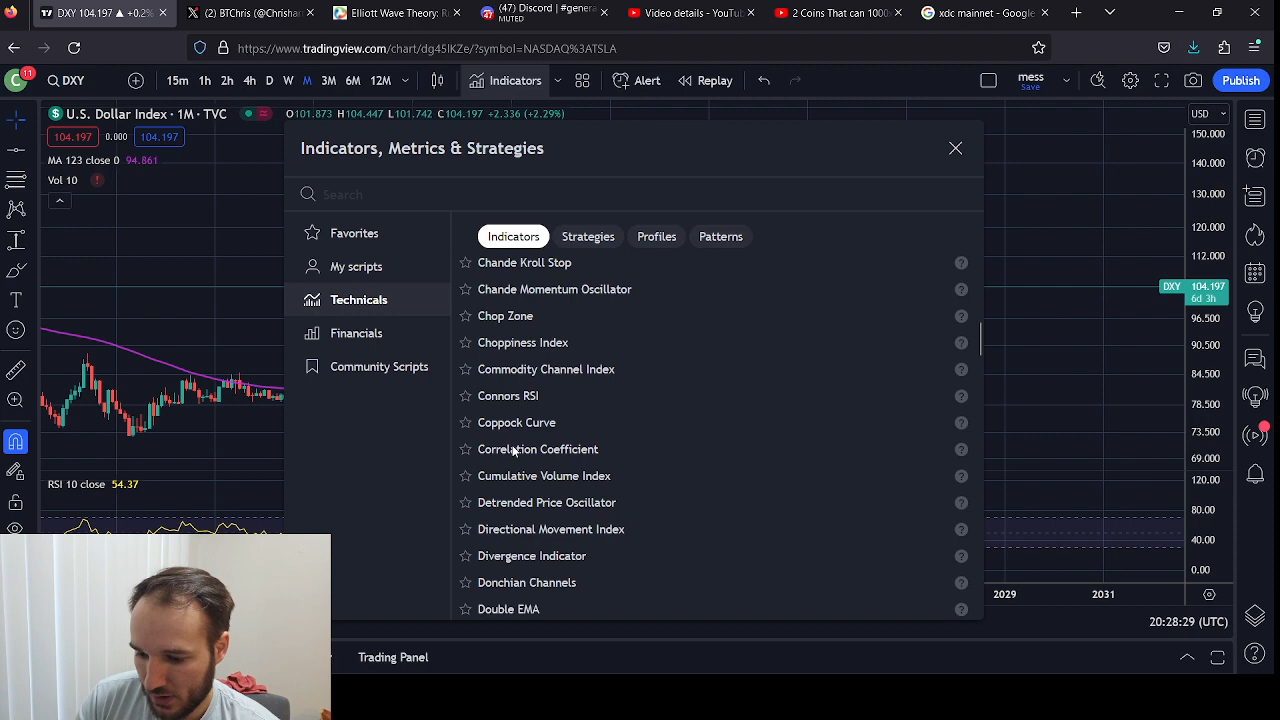 DXY 104.197 ▲ +0.2%
(2) BTChris (@Chrishar
Elliott Wave Theory: Ru
(47) Discord | #genera
MUTED
Video details - YouTub
2 Coins That can 1000x
xdc mainnet - Google
https://www.tradingview.com/chart/dg45lKZe/?symbol=NASDAQ%3ATSLA
C
11
DXY
15m 1h 2h 4h D W M 3M 6M 12M
Indicators
Alert
Replay
mess
Save
Publish
U.S. Dollar Index · 1M · TVC
O101.873 H104.447 L101.742 C104.197 +2.336 (+2.29%)
104.197 0.000 104.197
MA 123 close 0 94.861
Vol 10
RSI 10 close 54.37
Indicators, Metrics & Strategies
Search
Favorites
My scripts
Technicals
Financials
Community Scripts
Indicators Strategies Profiles Patterns
Chande Kroll Stop
Chande Momentum Oscillator
Chop Zone
Choppiness Index
Commodity Channel Index
Connors RSI
Coppock Curve
Correlation Coefficient
Cumulative Volume Index
Detrended Price Oscillator
Directional Movement Index
Divergence Indicator
Donchian Channels
Double EMA
USD
150.000
140.000
130.000
120.000
112.000
DXY 104.197
6d 3h
96.500
90.500
84.500
78.500
73.500
69.000
120.00
80.00
40.00
0.00
2029 2031
20:28:29 (UTC)
Trading Panel